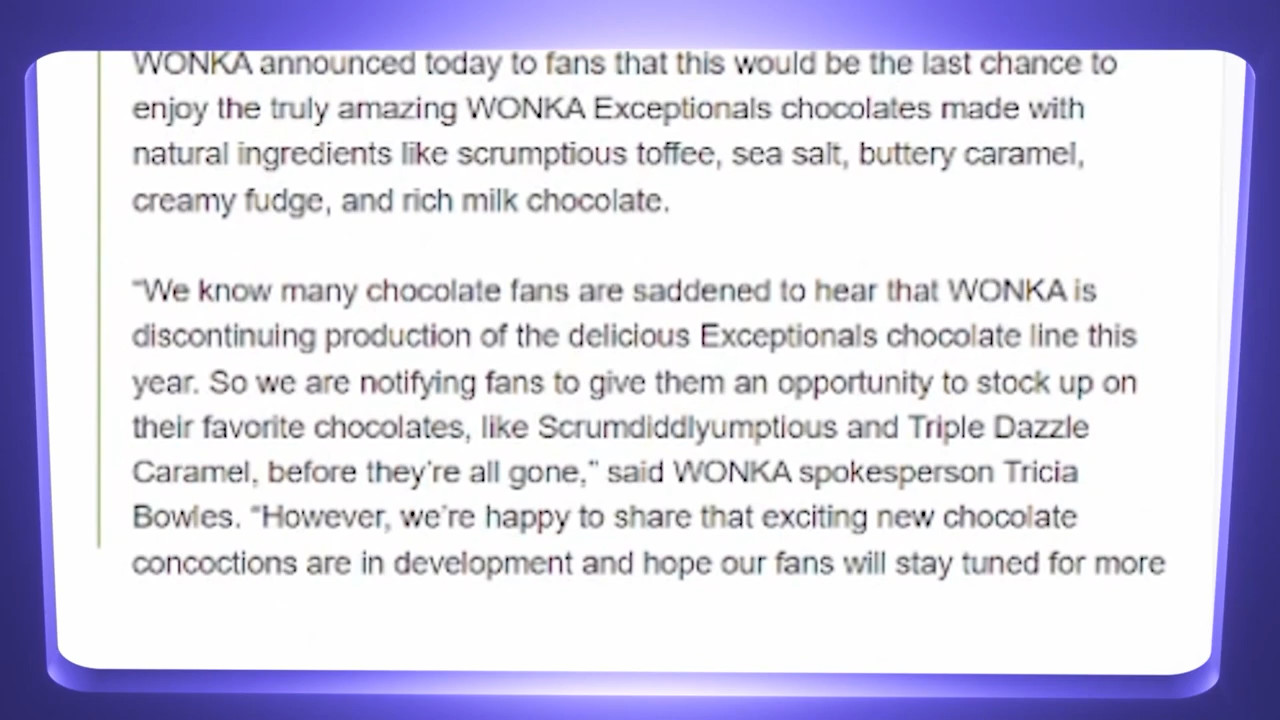 WONKA announced today to fans that this would be the last chance to
enjoy the truly amazing WONKA Exceptionals chocolates made with
natural ingredients like scrumptious toffee, sea salt, buttery caramel,
creamy fudge, and rich milk chocolate.
“We know many chocolate fans are saddened to hear that WONKA is
discontinuing production of the delicious Exceptionals chocolate line this
year. So we are notifying fans to give them an opportunity to stock up on
their favorite chocolates, like Scrumdiddlyumptious and Triple Dazzle
Caramel, before they’re all gone,” said WONKA spokesperson Tricia
Bowles. “However, we’re happy to share that exciting new chocolate
concoctions are in development and hope our fans will stay tuned for more